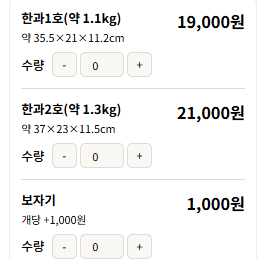 한과1호(약 1.1kg) 19,000원
약 35.5×21×11.2cm
수량 - 0 +
한과2호(약 1.3kg) 21,000원
약 37×23×11.5cm
수량 - 0 +
보자기 1,000원
개당 +1,000원
수량 - 0 +